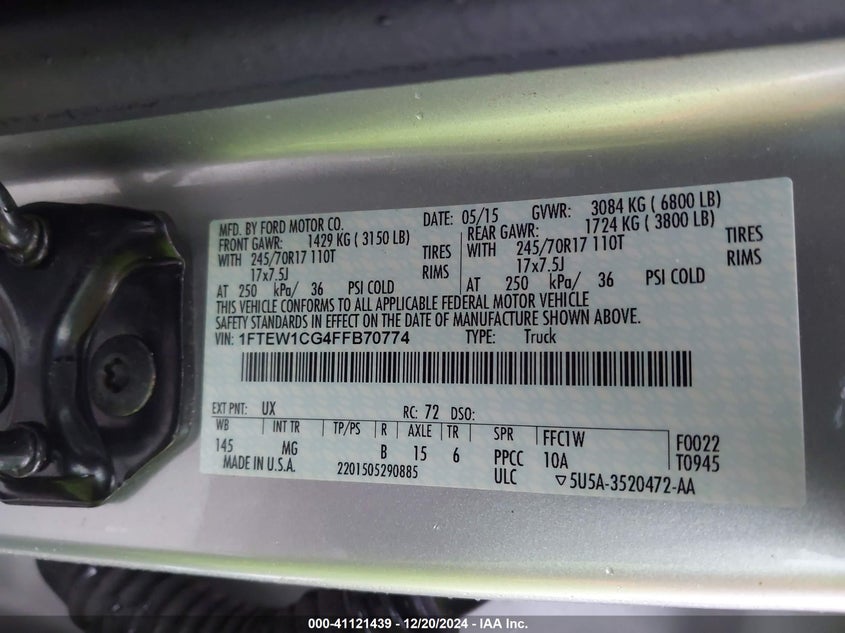 MFD. BY FORD MOTOR CO. DATE: 05/15 GVWR: 3084 KG ( 6800 LB)
FRONT GAWR: 1429 KG ( 3150 LB) REAR GAWR: 1724 KG ( 3800 LB)
WITH 245/70R17 110T TIRES WITH 245/70R17 110T TIRES
17x7.5J RIMS 17x7.5J RIMS
AT 250 kPa/ 36 PSI COLD AT 250 kPa/ 36 PSI COLD
THIS VEHICLE CONFORMS TO ALL APPLICABLE FEDERAL MOTOR VEHICLE
SAFETY STANDARDS IN EFFECT ON THE DATE OF MANUFACTURE SHOWN ABOVE.
VIN: 1FTEW1CG4FFB70774 TYPE: Truck
EXT PNT: UX RC: 72 DSO:
WB INT TR TP/PS R AXLE TR SPR FFC1W F0022
145 MG B 15 6 PPCC 10A T0945
MADE IN U.S.A. 2201505290885 ULC ▽5U5A-3520472-AA
000-41121439 - 12/20/2024 - IAA Inc.